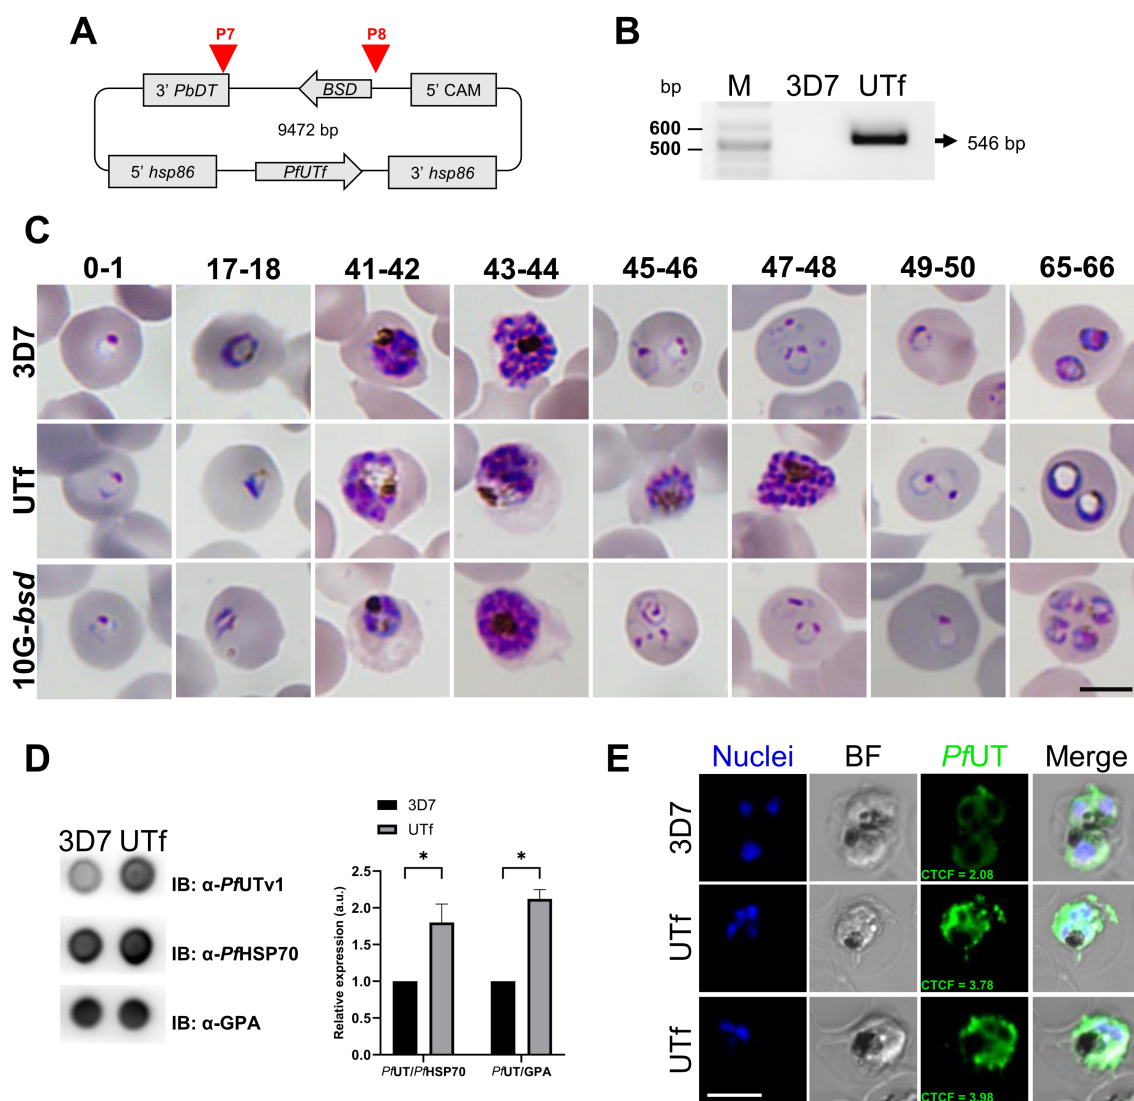 A
P7
P8
3’ PbDT
BSD
5’ CAM
9472 bp
5’ hsp86
PfUTf
3’ hsp86
B
bp
M
3D7
UTf
600
500
546 bp
C
0-1
17-18
41-42
43-44
45-46
47-48
49-50
65-66
3D7
UTf
10G-bsd
D
3D7 UTf
IB: α-PfUTv1
IB: α-PfHSP70
IB: α-GPA
3D7
UTf
Relative expression (a.u.)
2.5
2.0
1.5
1.0
0.5
0.0
*
*
PfUT/PfHSP70
PfUT/GPA
E
Nuclei
BF
PfUT
Merge
3D7
CTCF = 2.08
UTf
CTCF = 3.78
UTf
CTCF = 3.98